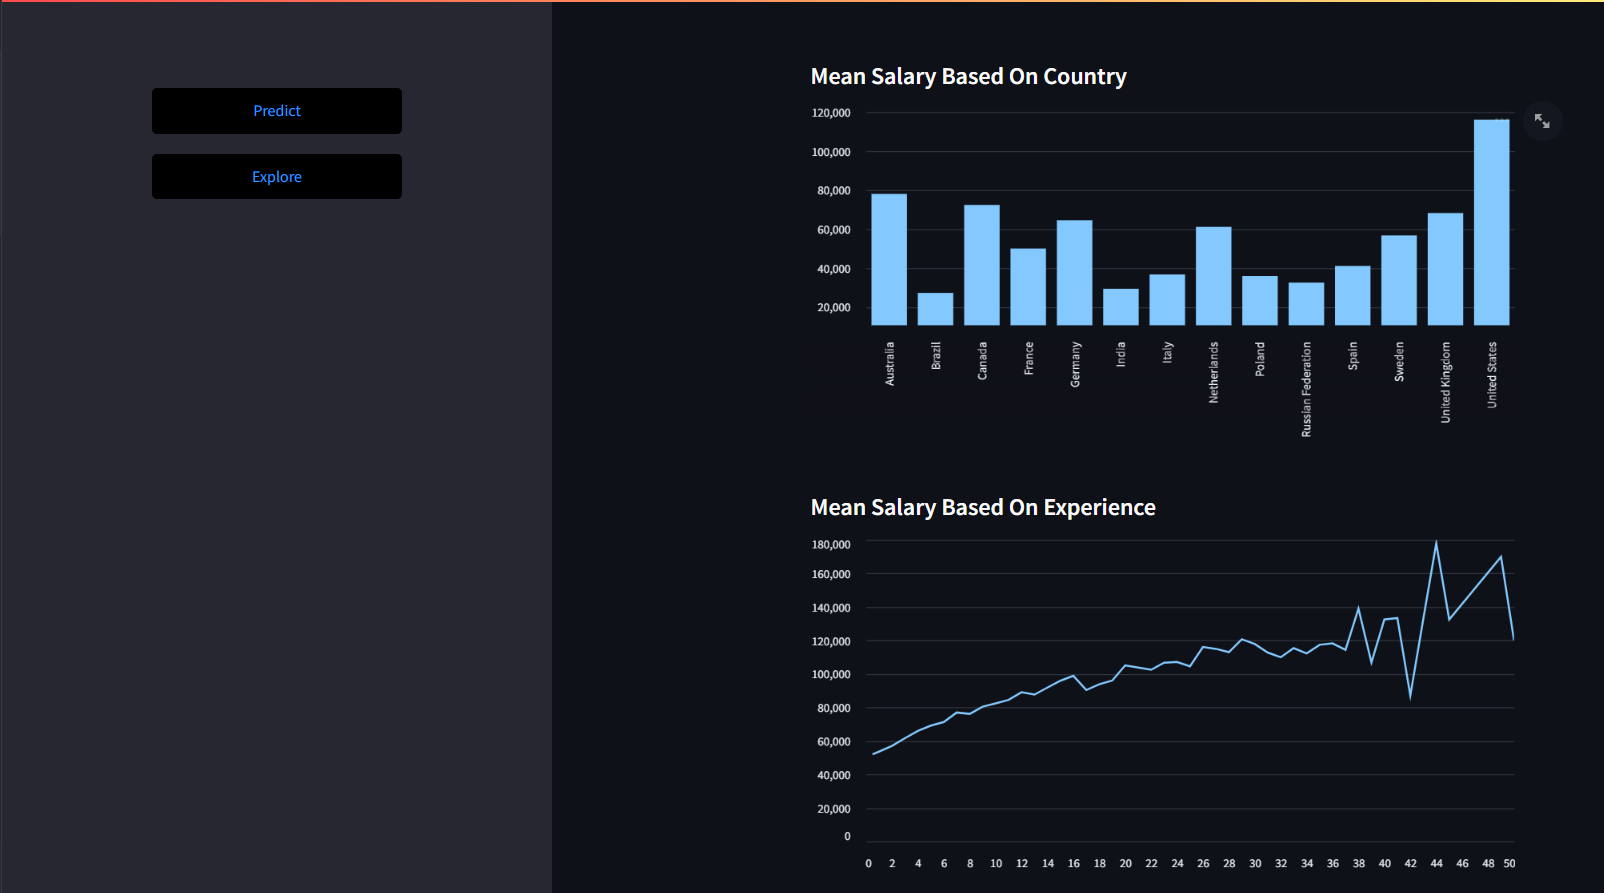 Predict
Explore
Mean Salary Based On Country
120,000
100,000
80,000
60,000
40,000
20,000
Australia
Brazil
Canada
France
Germany
India
Italy
Netherlands
Poland
Russian Federation
Spain
Sweden
United Kingdom
United States
Mean Salary Based On Experience
180,000
160,000
140,000
120,000
100,000
80,000
60,000
40,000
20,000
0
0 2 4 6 8 10 12 14 16 18 20 22 24 26 28 30 32 34 36 38 40 42 44 46 48 50